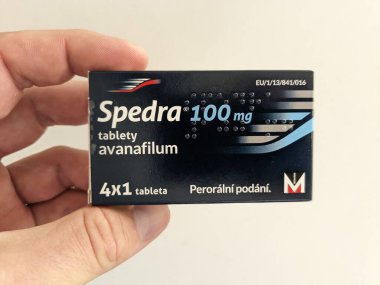 EU/1/13/841/016
Spedra® 100 mg
tablety
avanafilum
4x1 tableta
Perorální podání.
M